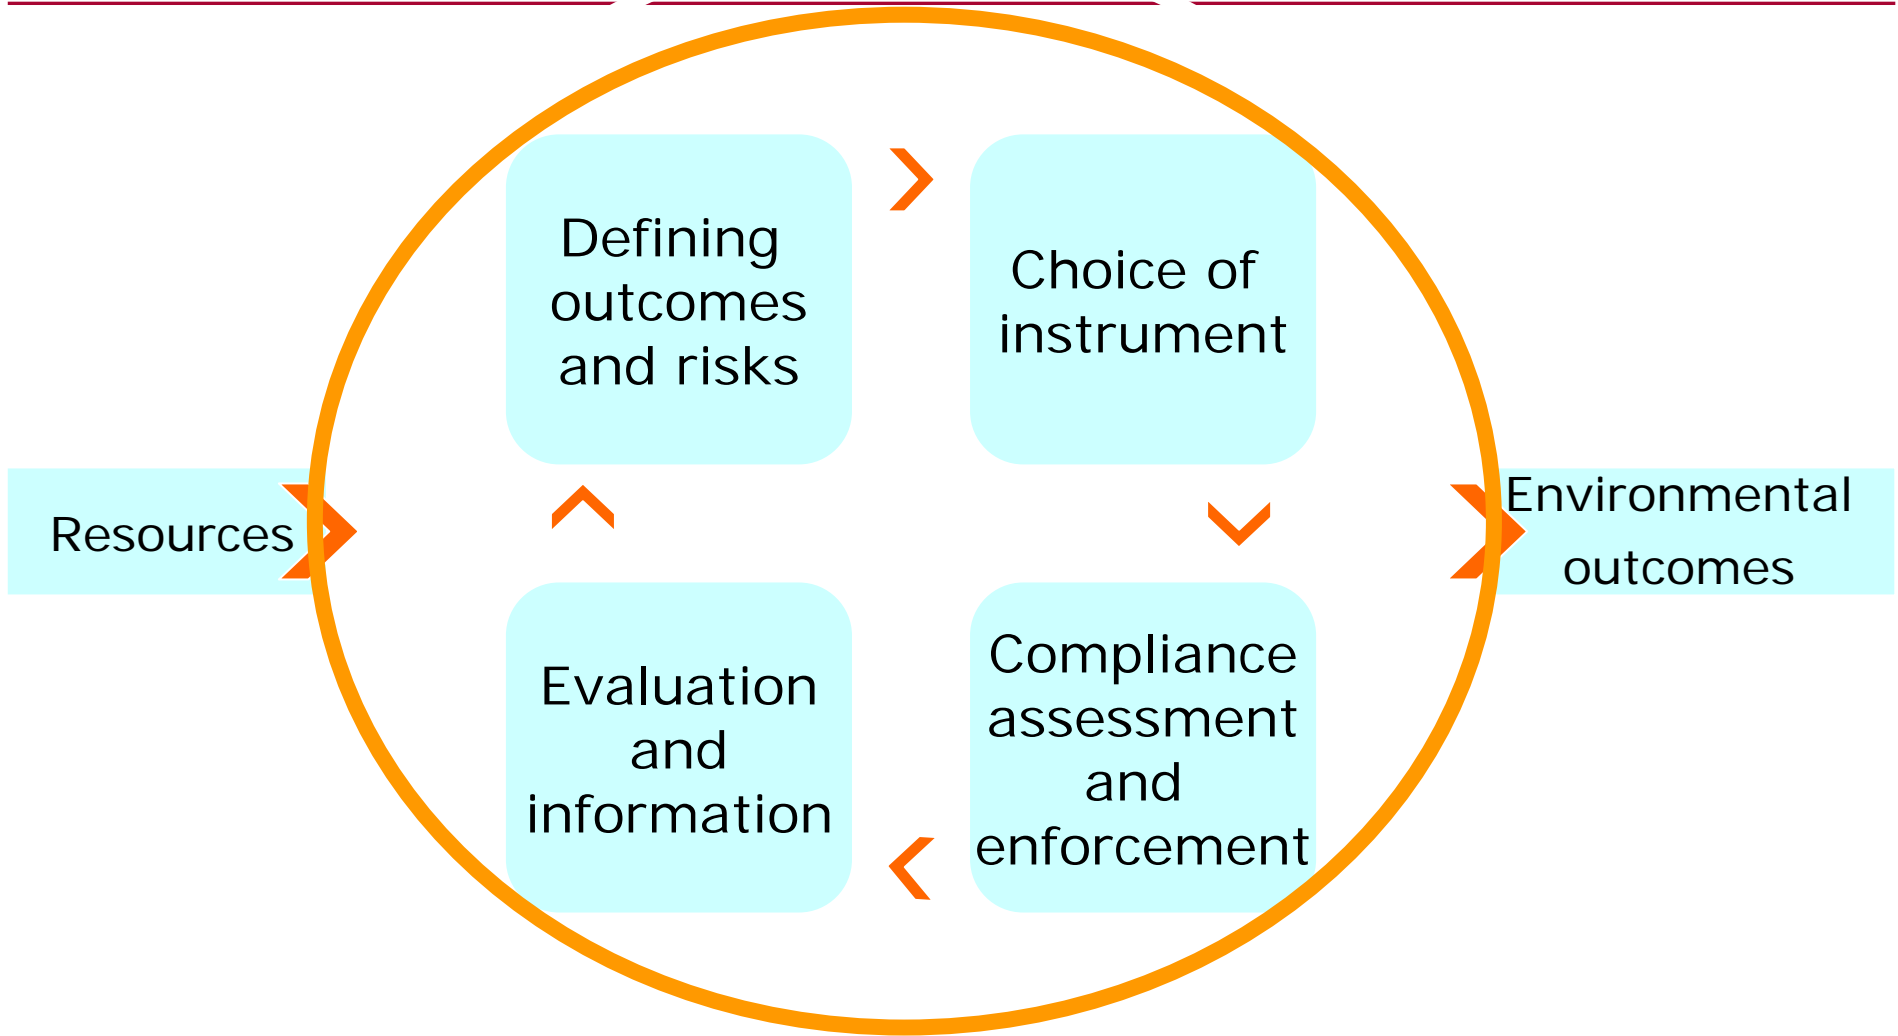 Defining
outcomes
and risks
Choice of
instrument
Resources
Environmental
outcomes
Evaluation
and
information
Compliance
assessment
and
enforcement